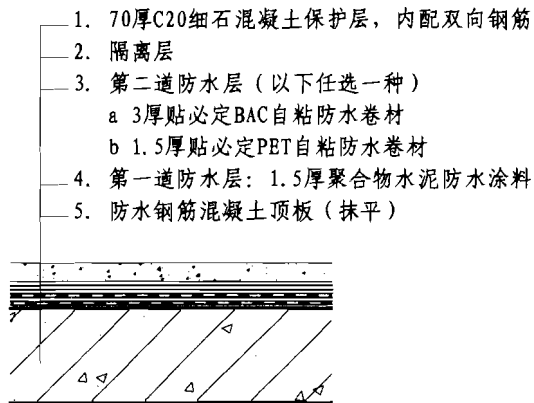 1. 70厚C20细石混凝土保护层，内配双向钢筋
2. 隔离层
3. 第二道防水层（以下任选一种）
a 3厚贴必定BAC自粘防水卷材
b 1.5厚贴必定PET自粘防水卷材
4. 第一道防水层：1.5厚聚合物水泥防水涂料
5. 防水钢筋混凝土顶板（抹平）